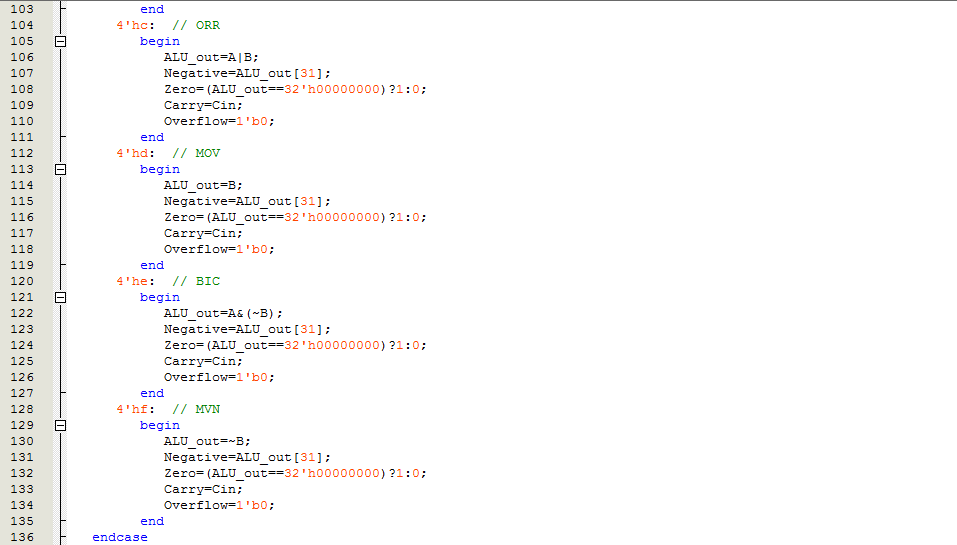 103 end
104 4'hc: // ORR
105 begin
106 ALU_out=A|B;
107 Negative=ALU_out[31];
108 Zero=(ALU_out==32'h00000000)?1:0;
109 Carry=Cin;
110 Overflow=1'b0;
111 end
112 4'hd: // MOV
113 begin
114 ALU_out=B;
115 Negative=ALU_out[31];
116 Zero=(ALU_out==32'h00000000)?1:0;
117 Carry=Cin;
118 Overflow=1'b0;
119 end
120 4'he: // BIC
121 begin
122 ALU_out=A&(~B);
123 Negative=ALU_out[31];
124 Zero=(ALU_out==32'h00000000)?1:0;
125 Carry=Cin;
126 Overflow=1'b0;
127 end
128 4'hf: // MVN
129 begin
130 ALU_out=~B;
131 Negative=ALU_out[31];
132 Zero=(ALU_out==32'h00000000)?1:0;
133 Carry=Cin;
134 Overflow=1'b0;
135 end
136 endcase